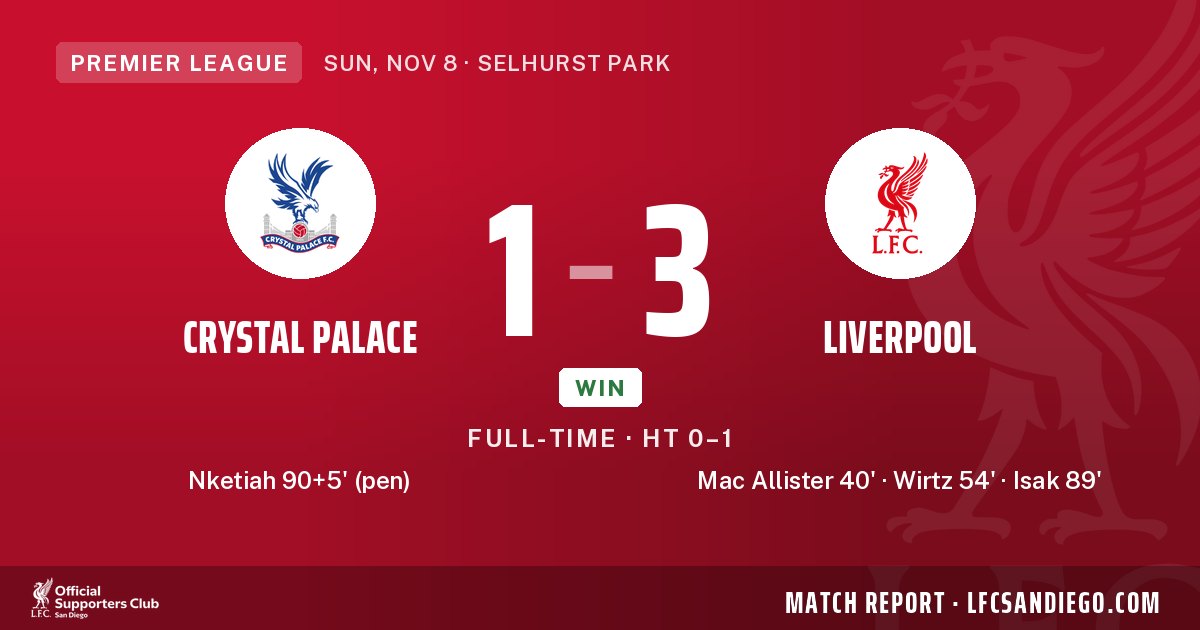 PREMIER LEAGUE SUN, NOV 8 · SELHURST PARK
CRYSTAL PALACE F.C.
L.F.C.
1 – 3
CRYSTAL PALACE
LIVERPOOL
WIN
FULL-TIME · HT 0–1
Nketiah 90+5' (pen)
Mac Allister 40' · Wirtz 54' · Isak 89'
L.F.C.
Official
Supporters Club
San Diego
MATCH REPORT · LFCSANDIEGO.COM